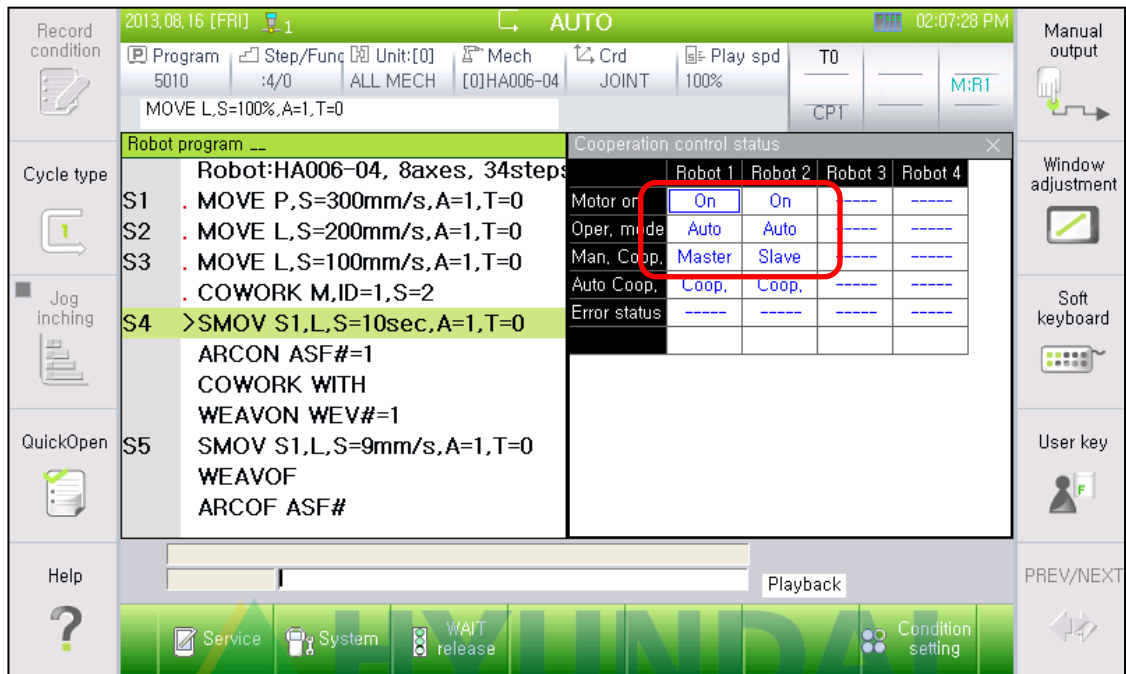 Record condition
2013,08,16 [FRI] 1 AUTO 02:07:28 PM
Manual output
P Program Step/Func Unit:[0] Mech Crd Play spd T0
5010 :4/0 ALL MECH [0]HA006-04 JOINT 100% M:R1
MOVE L,S=100%,A=1,T=0 CP1
Robot program __
Cooperation control status
Cycle type
1
Window adjustment
Robot:HA006-04, 8axes, 34steps
S1 . MOVE P,S=300mm/s,A=1,T=0
S2 . MOVE L,S=200mm/s,A=1,T=0
S3 . MOVE L,S=100mm/s,A=1,T=0
. COWORK M,ID=1,S=2
S4 >SMOV S1,L,S=10sec,A=1,T=0
ARCON ASF#=1
COWORK WITH
WEAVON WEV#=1
S5 SMOV S1,L,S=9mm/s,A=1,T=0
WEAVOF
ARCOF ASF#
Robot 1 Robot 2 Robot 3 Robot 4
Motor on On On ----- -----
Oper, mode Auto Auto ----- -----
Man, Coop, Master Slave ----- -----
Auto Coop, Coop, Coop, ----- -----
Error status ----- ----- ----- -----
Jog inching
Soft keyboard
QuickOpen
User key
F
Help
Playback
PREV/NEXT
Service System WAIT release Condition setting
HYUNDAI